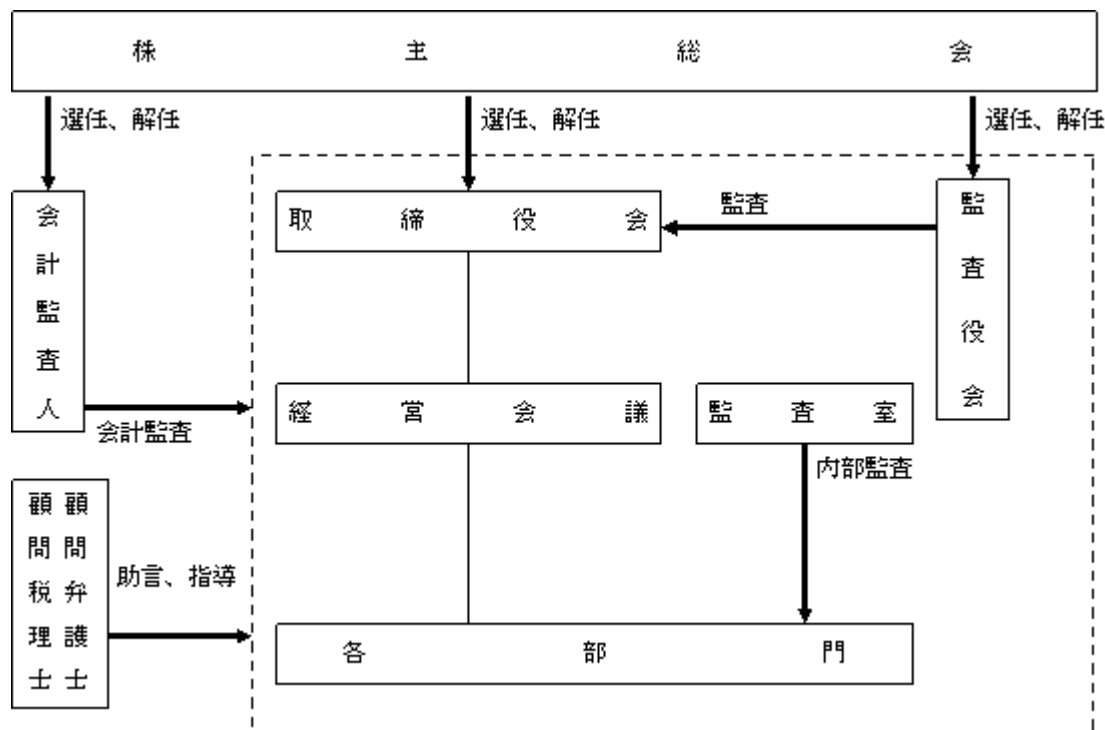 株主総会
選任、解任
選任、解任
選任、解任
会計監査人
取締役会
監査
監査役会
会計監査
経営会議
監査室
内部監査
顧問弁護士
顧問税理士
助言、指導
各部門